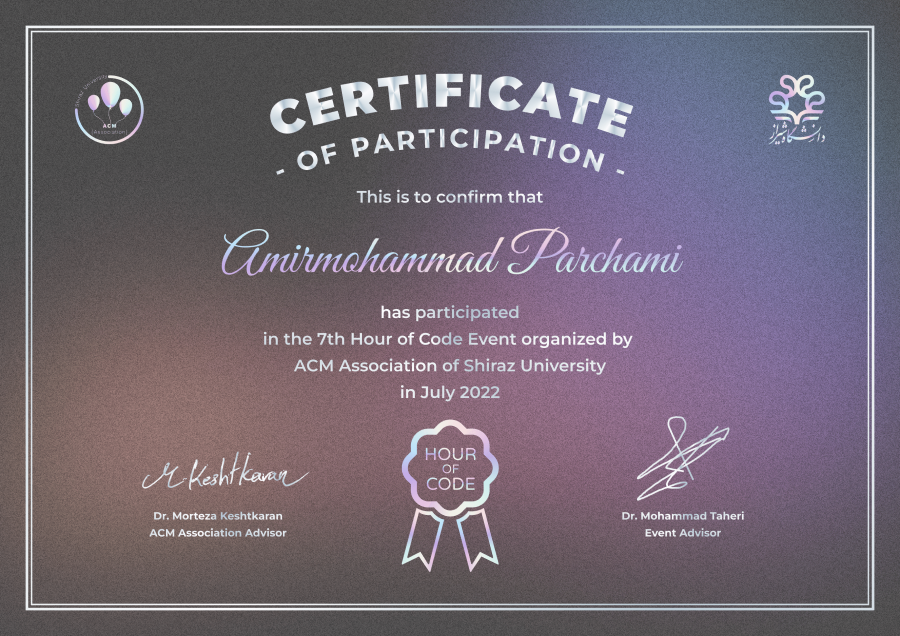 Shiraz University
ACM
[Association]
دانشگاه شیراز
CERTIFICATE
- OF PARTICIPATION -
This is to confirm that
Amirmohammad Parchami
has participated
in the 7th Hour of Code Event organized by
ACM Association of Shiraz University
in July 2022
M. Keshtkaran
HOUR
OF
CODE
Dr. Morteza Keshtkaran
ACM Association Advisor
Dr. Mohammad Taheri
Event Advisor